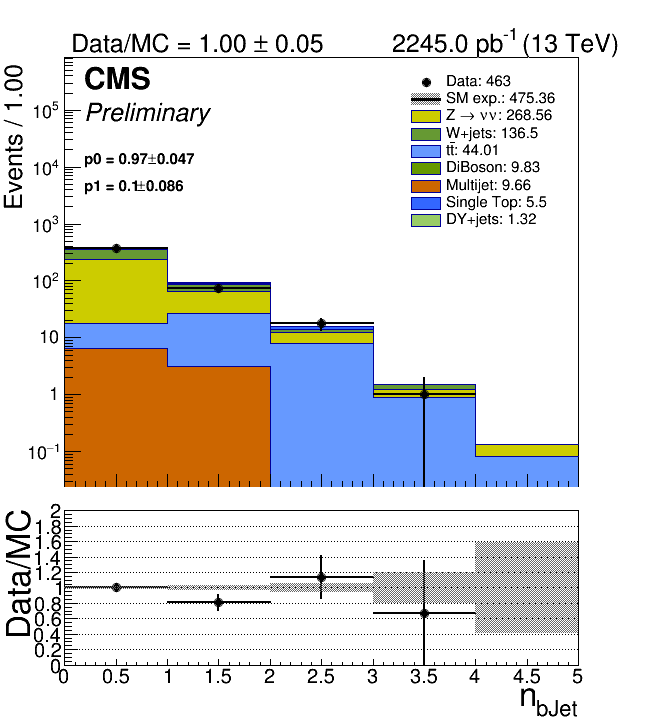 Data/MC = 1.00 ± 0.05 2245.0 pb⁻¹ (13 TeV)
CMS
Preliminary
p0 = 0.97±0.047
p1 = 0.1±0.086
Data: 463
SM exp.: 475.36
Z → νν: 268.56
W+jets: 136.5
tt̄: 44.01
DiBoson: 9.83
Multijet: 9.66
Single Top: 5.5
DY+jets: 1.32
Events / 1.00
10⁵
10⁴
10³
10²
10
1
10⁻¹
Data/MC
2
1.8
1.6
1.4
1.2
1
0.8
0.6
0.4
0.2
0
0 0.5 1 1.5 2 2.5 3 3.5 4 4.5 5
n_bJet